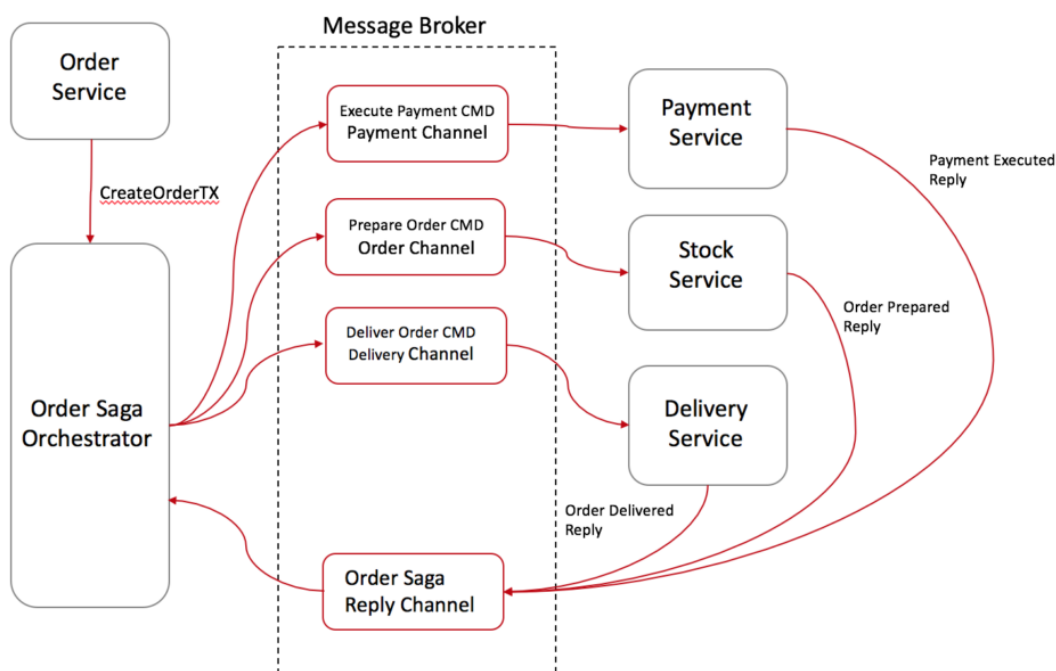 Message Broker
Order
Service
CreateOrderTX
Order Saga
Orchestrator
Execute Payment CMD
Payment Channel
Prepare Order CMD
Order Channel
Deliver Order CMD
Delivery Channel
Order Saga
Reply Channel
Payment
Service
Stock
Service
Delivery
Service
Payment Executed
Reply
Order Prepared
Reply
Order Delivered
Reply